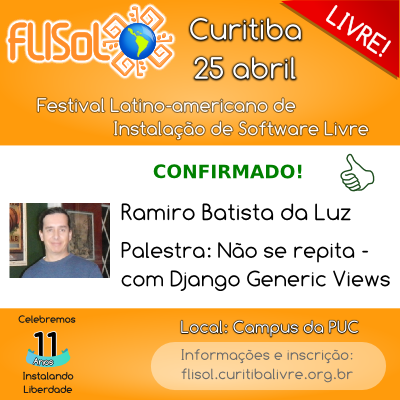 FLISoL
Curitiba
25 abril
LIVRE!
Festival Latino-americano de
Instalação de Software Livre
CONFIRMADO!
Ramiro Batista da Luz
Palestra: Não se repita -
com Django Generic Views
Celebremos
11
Anos
Instalando
Liberdade
Local: Campus da PUC
Informações e inscrição:
flisol.curitibalivre.org.br